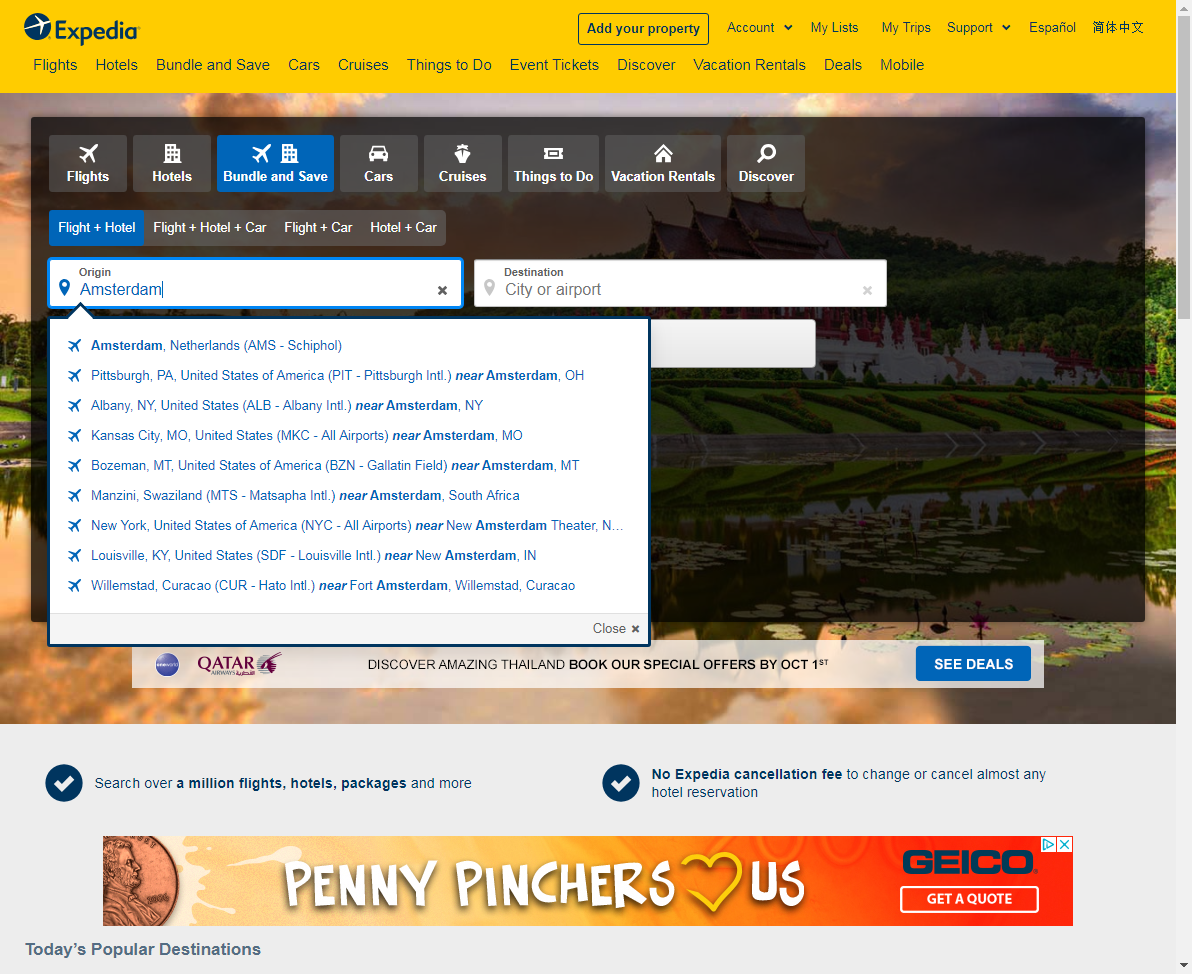 Expedia
Add your property
Account
My Lists
My Trips
Support
Español
简体中文
Flights
Hotels
Bundle and Save
Cars
Cruises
Things to Do
Event Tickets
Discover
Vacation Rentals
Deals
Mobile
Flights
Hotels
Bundle and Save
Cars
Cruises
Things to Do
Vacation Rentals
Discover
Flight + Hotel
Flight + Hotel + Car
Flight + Car
Hotel + Car
Origin
Amsterdam
Destination
City or airport
Amsterdam, Netherlands (AMS - Schiphol)
Pittsburgh, PA, United States of America (PIT - Pittsburgh Intl.) near Amsterdam, OH
Albany, NY, United States (ALB - Albany Intl.) near Amsterdam, NY
Kansas City, MO, United States (MKC - All Airports) near Amsterdam, MO
Bozeman, MT, United States of America (BZN - Gallatin Field) near Amsterdam, MT
Manzini, Swaziland (MTS - Matsapha Intl.) near Amsterdam, South Africa
New York, United States of America (NYC - All Airports) near New Amsterdam Theater, N...
Louisville, KY, United States (SDF - Louisville Intl.) near New Amsterdam, IN
Willemstad, Curacao (CUR - Hato Intl.) near Fort Amsterdam, Willemstad, Curacao
Close
oneworld
QATAR
AIRWAYS القطرية
DISCOVER AMAZING THAILAND BOOK OUR SPECIAL OFFERS BY OCT 1ST
SEE DEALS
Search over a million flights, hotels, packages and more
No Expedia cancellation fee to change or cancel almost any
hotel reservation
PENNY PINCHERS US
GEICO
GET A QUOTE
Today's Popular Destinations